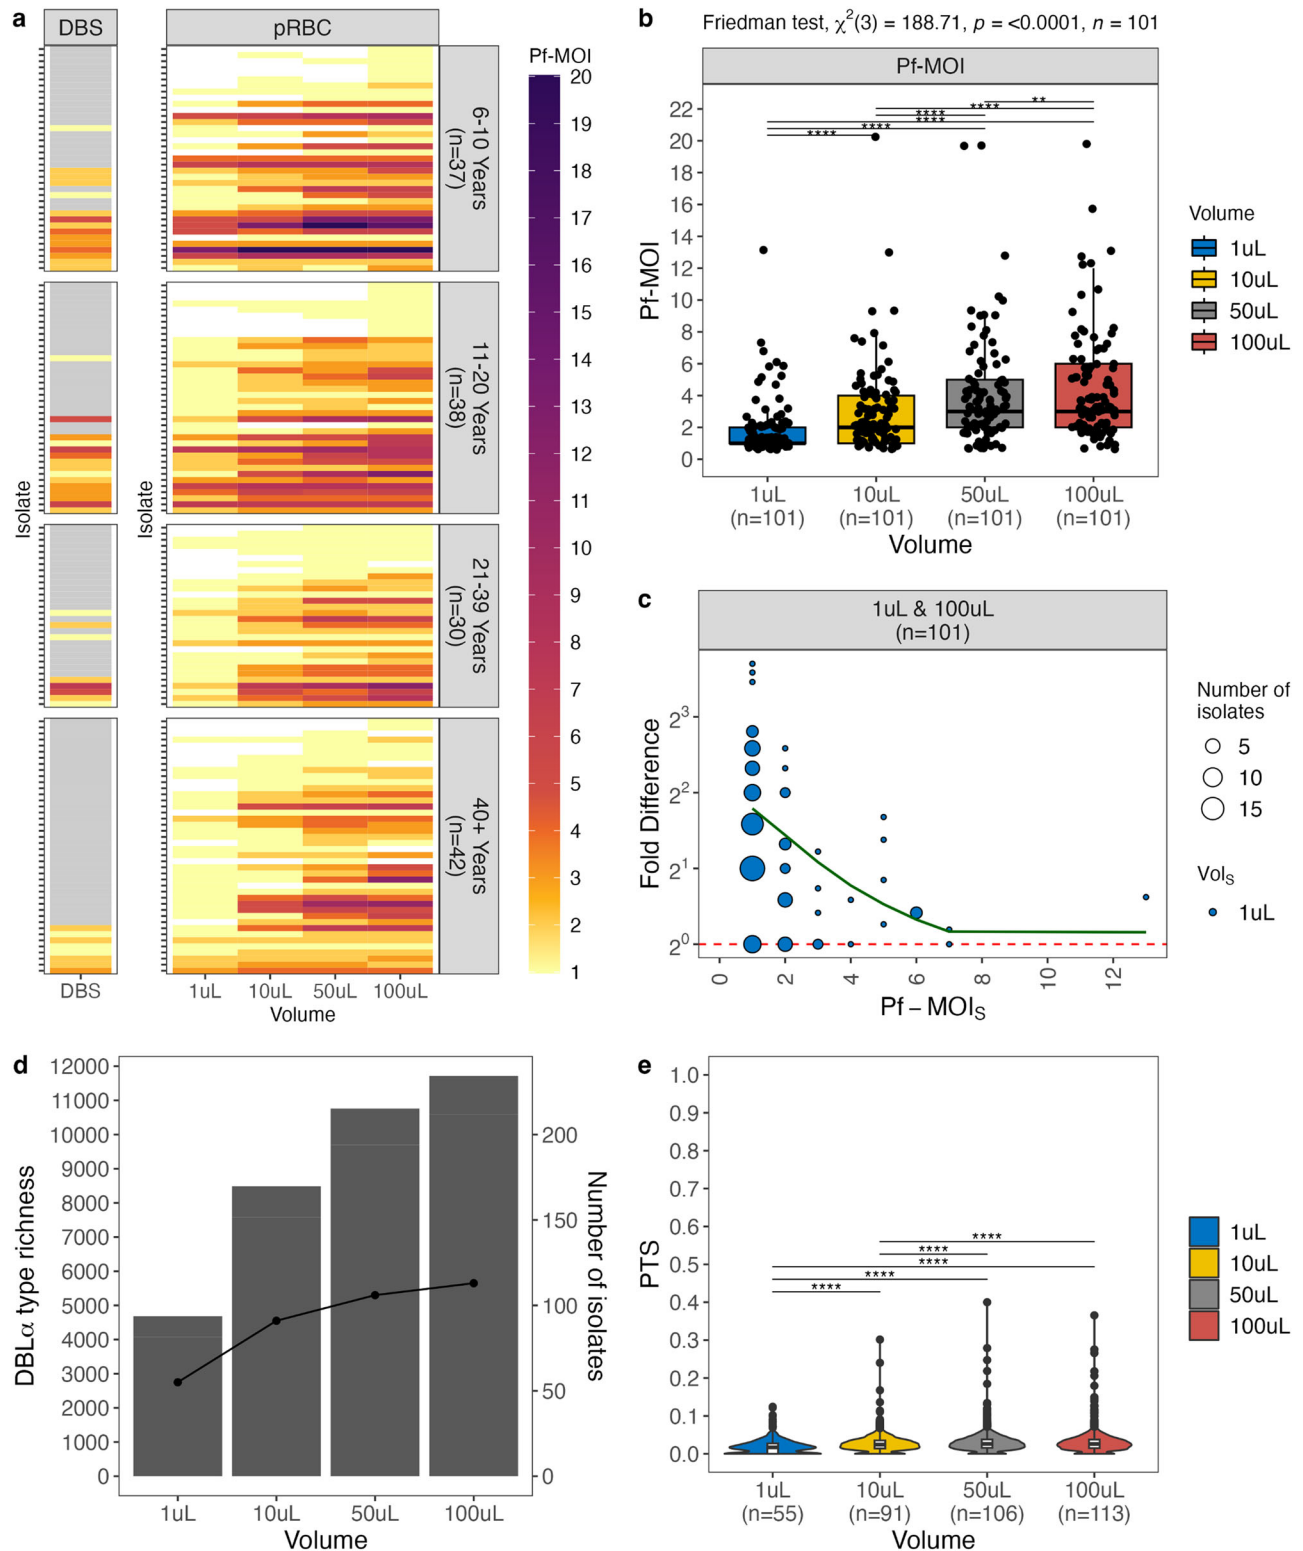 a
DBS
pRBC
Pf-MOI
20
19
18
17
16
15
14
13
12
11
10
9
8
7
6
5
4
3
2
1
6-10 Years
(n=37)
11-20 Years
(n=38)
21-39 Years
(n=30)
40+ Years
(n=42)
Isolate
Isolate
DBS
1uL 10uL 50uL 100uL
Volume
b
Friedman test, χ²(3) = 188.71, p = <0.0001, n = 101
Pf-MOI
**
****
****
****
****
****
Pf-MOI
22
20
18
16
14
12
10
8
6
4
2
0
1uL 10uL 50uL 100uL
(n=101) (n=101) (n=101) (n=101)
Volume
Volume
1uL
10uL
50uL
100uL
c
1uL & 100uL
(n=101)
Fold Difference
2³
2²
2¹
2⁰
0 2 4 6 8 10 12
Pf – MOI_S
Number of
isolates
5
10
15
Vol_S
1uL
d
DBLα type richness
12000
11000
10000
9000
8000
7000
6000
5000
4000
3000
2000
1000
0
200
150
100
50
0
Number of isolates
1uL 10uL 50uL 100uL
Volume
e
PTS
1.0
0.9
0.8
0.7
0.6
0.5
0.4
0.3
0.2
0.1
0.0
****
****
****
****
****
1uL 10uL 50uL 100uL
(n=55) (n=91) (n=106) (n=113)
Volume
1uL
10uL
50uL
100uL